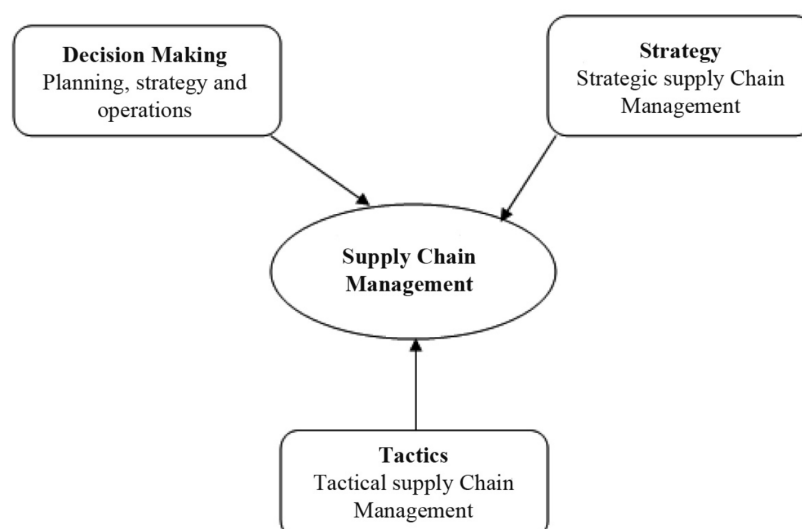 Decision Making
Planning, strategy and
operations
Strategy
Strategic supply Chain
Management
Supply Chain
Management
Tactics
Tactical supply Chain
Management